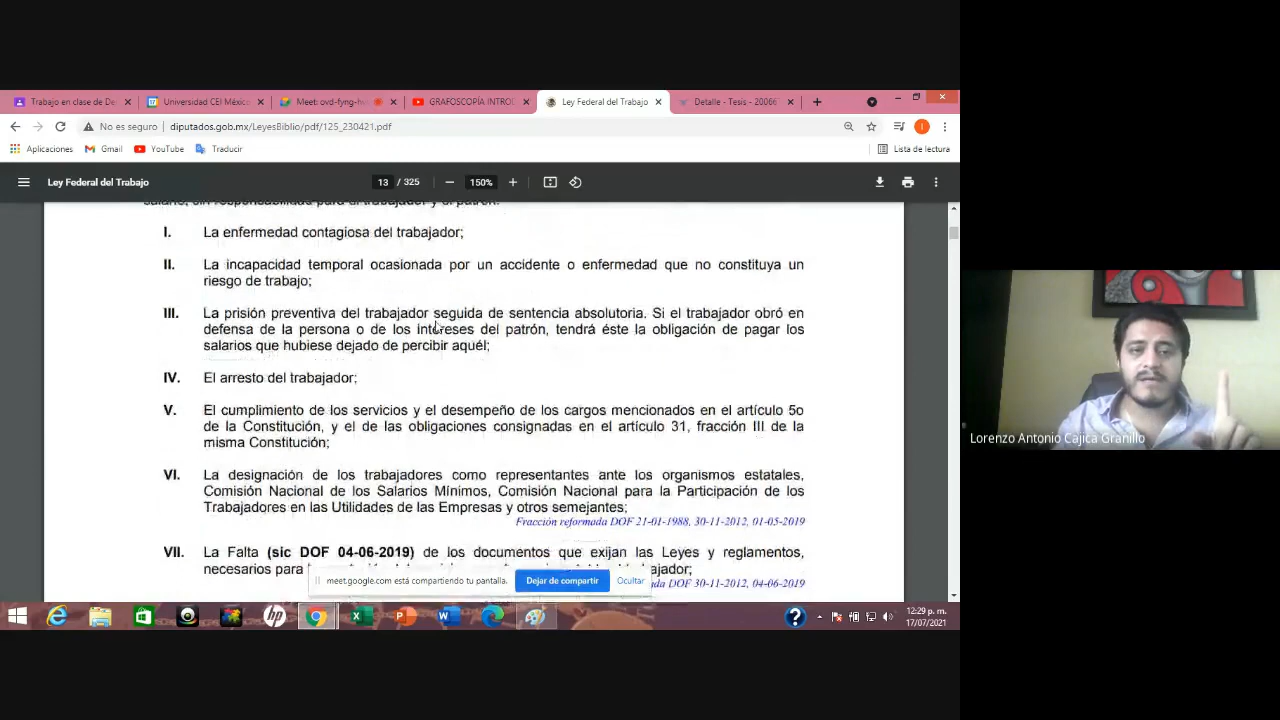 Trabajo en clase de De
Universidad CEI Méxic
Meet: ovd-fyng-h
GRAFOSCOPÍA INTRO
Ley Federal del Trabajo
Detalle - Tesis - 20066
No es seguro
deputados.gob.mx/LeyesBiblio/pdf/125_230421.pdf
Aplicaciones
Gmail
YouTube
Traducir
Lista de lectura
Ley Federal del Trabajo
13 / 325
150%
I. La enfermedad contagiosa del trabajador;
II. La incapacidad temporal ocasionada por un accidente o enfermedad que no constituya un
riesgo de trabajo;
III. La prisión preventiva del trabajador seguida de sentencia absolutoria. Si el trabajador obró en
defensa de la persona o de los intereses del patrón, tendrá éste la obligación de pagar los
salarios que hubiese dejado de percibir aquél;
IV. El arresto del trabajador;
V. El cumplimiento de los servicios y el desempeño de los cargos mencionados en el artículo 5o
de la Constitución, y el de las obligaciones consignadas en el artículo 31, fracción III de la
misma Constitución;
VI. La designación de los trabajadores como representantes ante los organismos estatales,
Comisión Nacional de los Salarios Mínimos, Comisión Nacional para la Participación de los
Trabajadores en las Utilidades de las Empresas y otros semejantes;
Fracción reformada DOF 21-01-1988, 30-11-2012, 01-05-2019
VII. La Falta (sic DOF 04-06-2019) de los documentos que exijan las Leyes y reglamentos,
necesarios para
DOF 30-11-2012, 04-06-2019
meet.google.com está compartiendo tu pantalla.
Dejar de compartir
Ocultar
12:29 p. m.
17/07/2021
Lorenzo Antonio Cajica Granillo